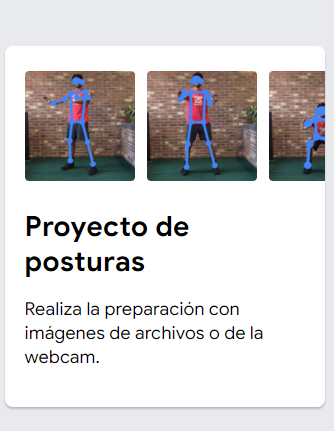 Proyecto de
posturas
Realiza la preparación con
imágenes de archivos o de la
webcam.